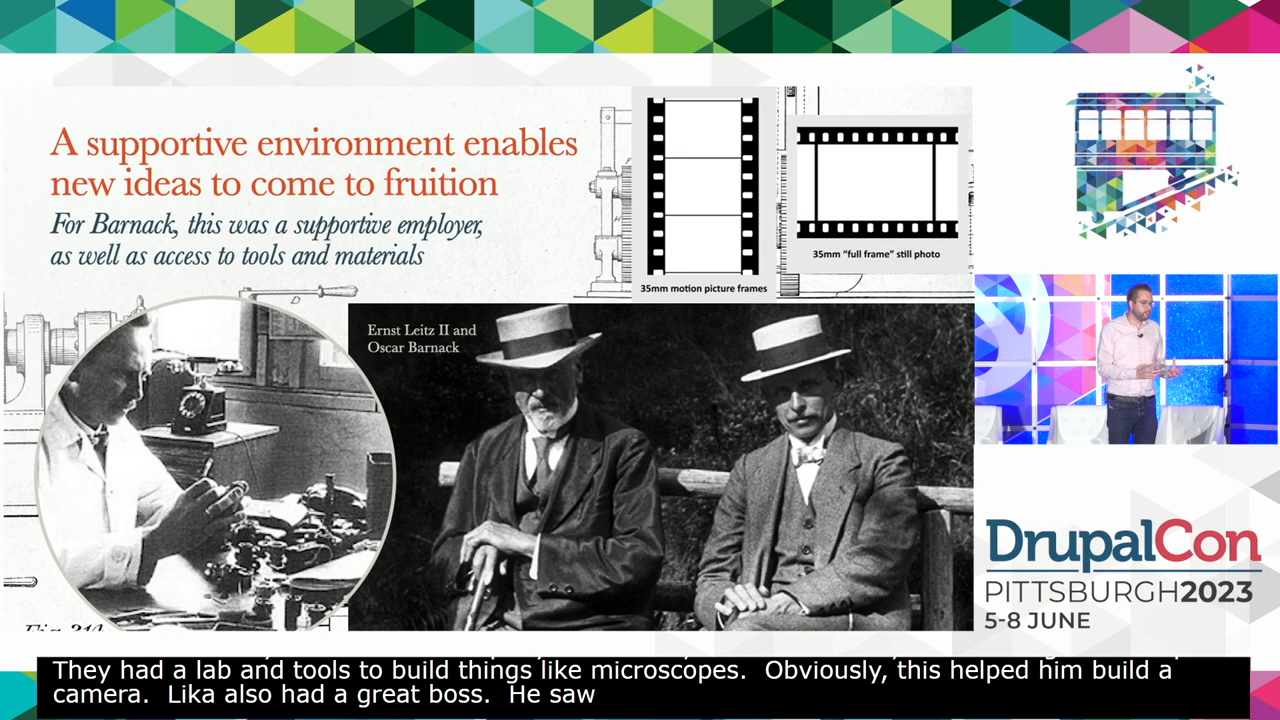 A supportive environment enables
new ideas to come to fruition
For Barnack, this was a supportive employer,
as well as access to tools and materials
35mm motion picture frames
35mm “full frame” still photo
D
Ernst Leitz II and
Oscar Barnack
DrupalCon
PITTSBURGH2023
5-8 JUNE
They had a lab and tools to build things like microscopes. Obviously, this helped him build a
camera. Lika also had a great boss. He saw